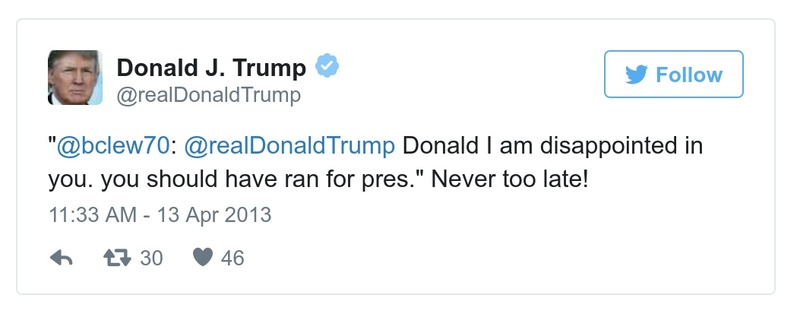 Donald J. Trump
@realDonaldTrump
Follow
"@bclew70: @realDonaldTrump Donald I am disappointed in
you. you should have ran for pres." Never too late!
11:33 AM - 13 Apr 2013
30 46